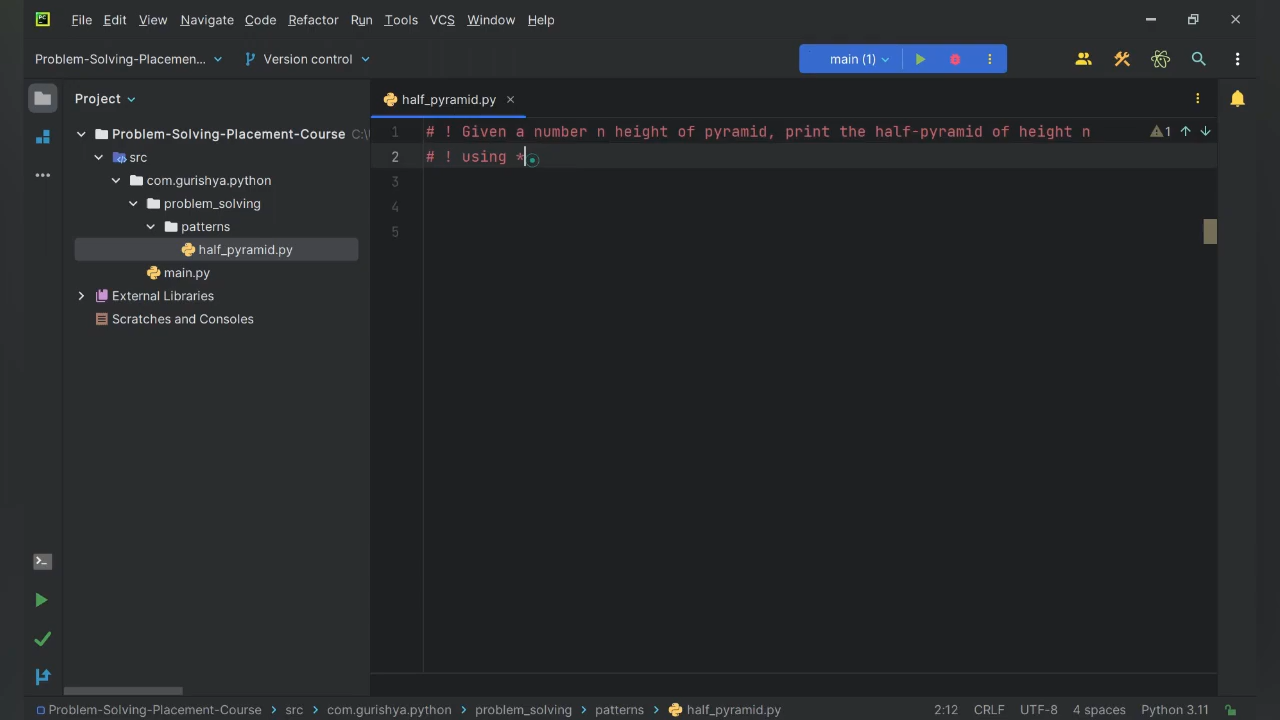 PC File Edit View Navigate Code Refactor Run Tools VCS Window Help
Problem-Solving-Placemen... Version control main (1)
Project
half_pyramid.py
Problem-Solving-Placement-Course C:\
src
com.gurishya.python
problem_solving
patterns
half_pyramid.py
main.py
External Libraries
Scratches and Consoles
1 # ! Given a number n height of pyramid, print the half-pyramid of height n
1
2 # ! using *
3
4
5
Problem-Solving-Placement-Course > src > com.gurishya.python > problem_solving > patterns > half_pyramid.py 2:12 CRLF UTF-8 4 spaces Python 3.11